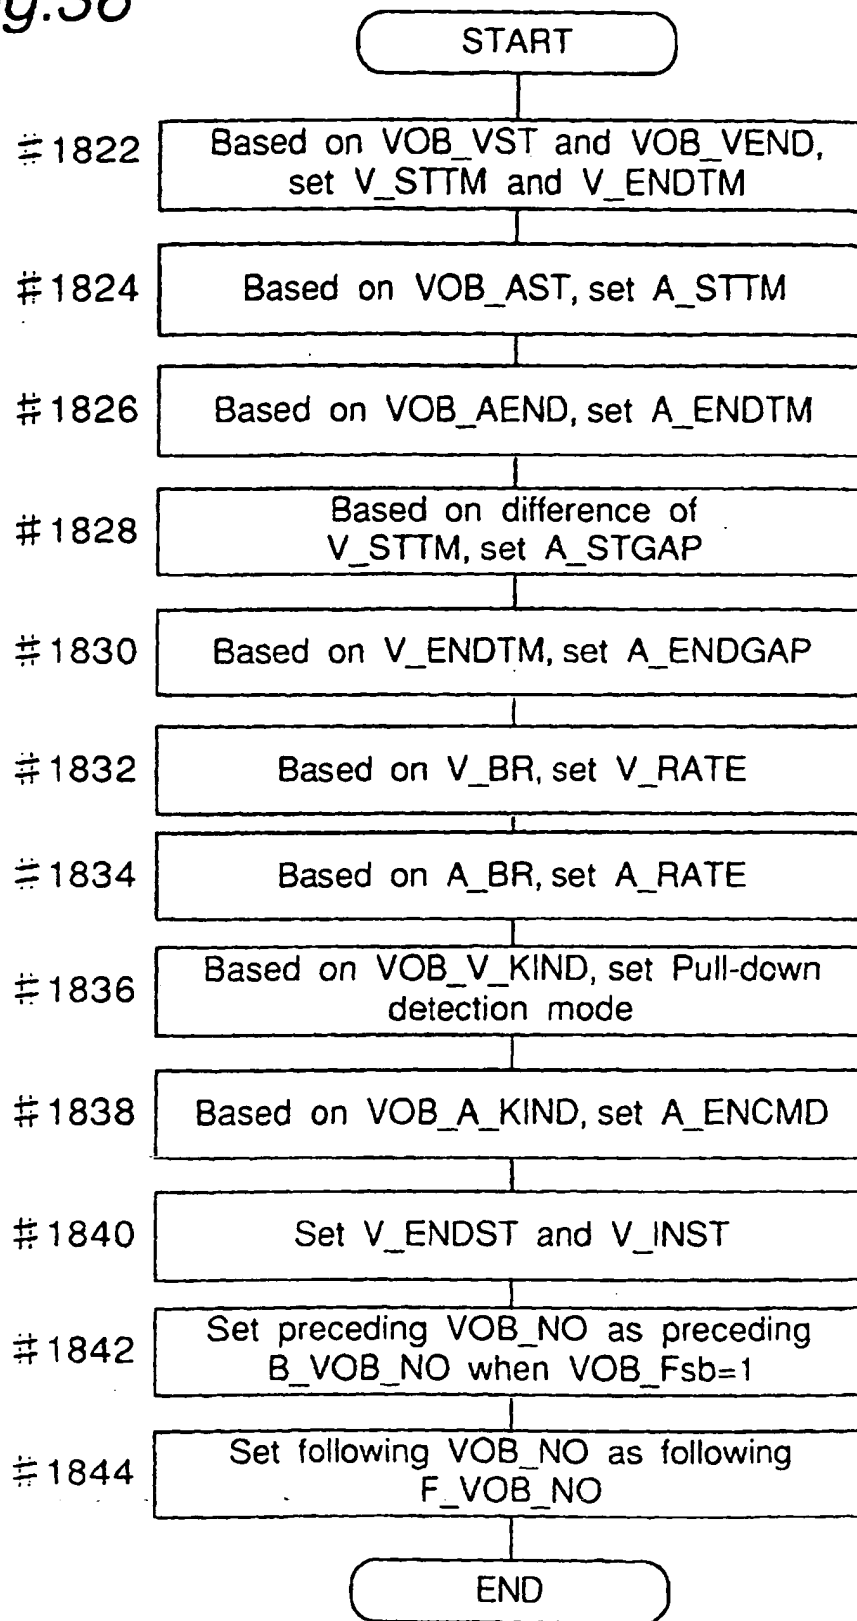 START
#1822
Based on VOB_VST and VOB_VEND,
set V_STTM and V_ENDTM
#1824
Based on VOB_AST, set A_STTM
#1826
Based on VOB_AEND, set A_ENDTM
#1828
Based on difference of
V_STTM, set A_STGAP
#1830
Based on V_ENDTM, set A_ENDGAP
#1832
Based on V_BR, set V_RATE
#1834
Based on A_BR, set A_RATE
#1836
Based on VOB_V_KIND, set Pull-down
detection mode
#1838
Based on VOB_A_KIND, set A_ENCMD
#1840
Set V_ENDST and V_INST
#1842
Set preceding VOB_NO as preceding
B_VOB_NO when VOB_Fsb=1
#1844
Set following VOB_NO as following
F_VOB_NO
END